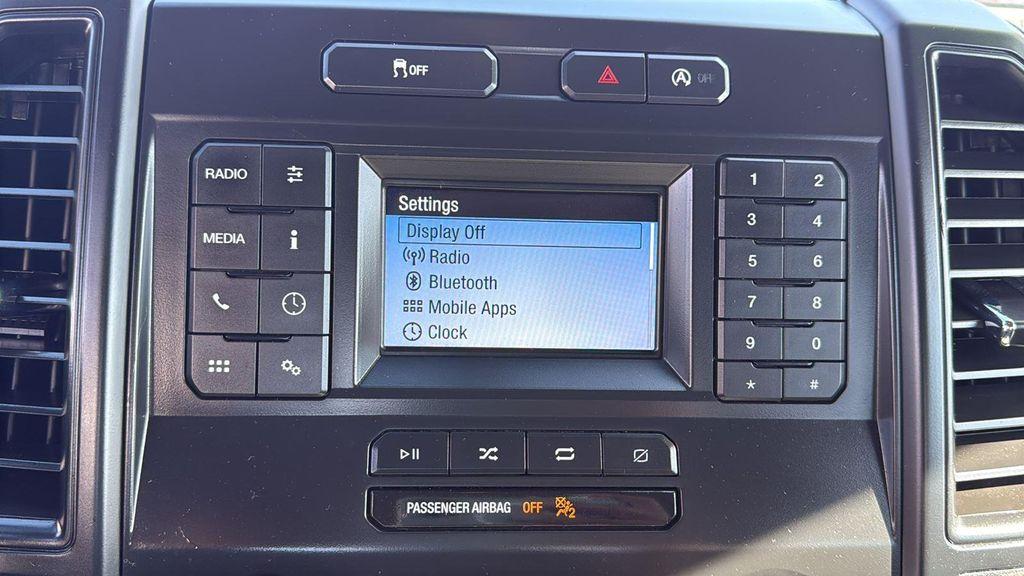 OFF
A OFF
RADIO
MEDIA
i
Settings
Display Off
Radio
Bluetooth
Mobile Apps
Clock
1 2
3 4
5 6
7 8
9 0
* #
PASSENGER AIRBAG OFF 2